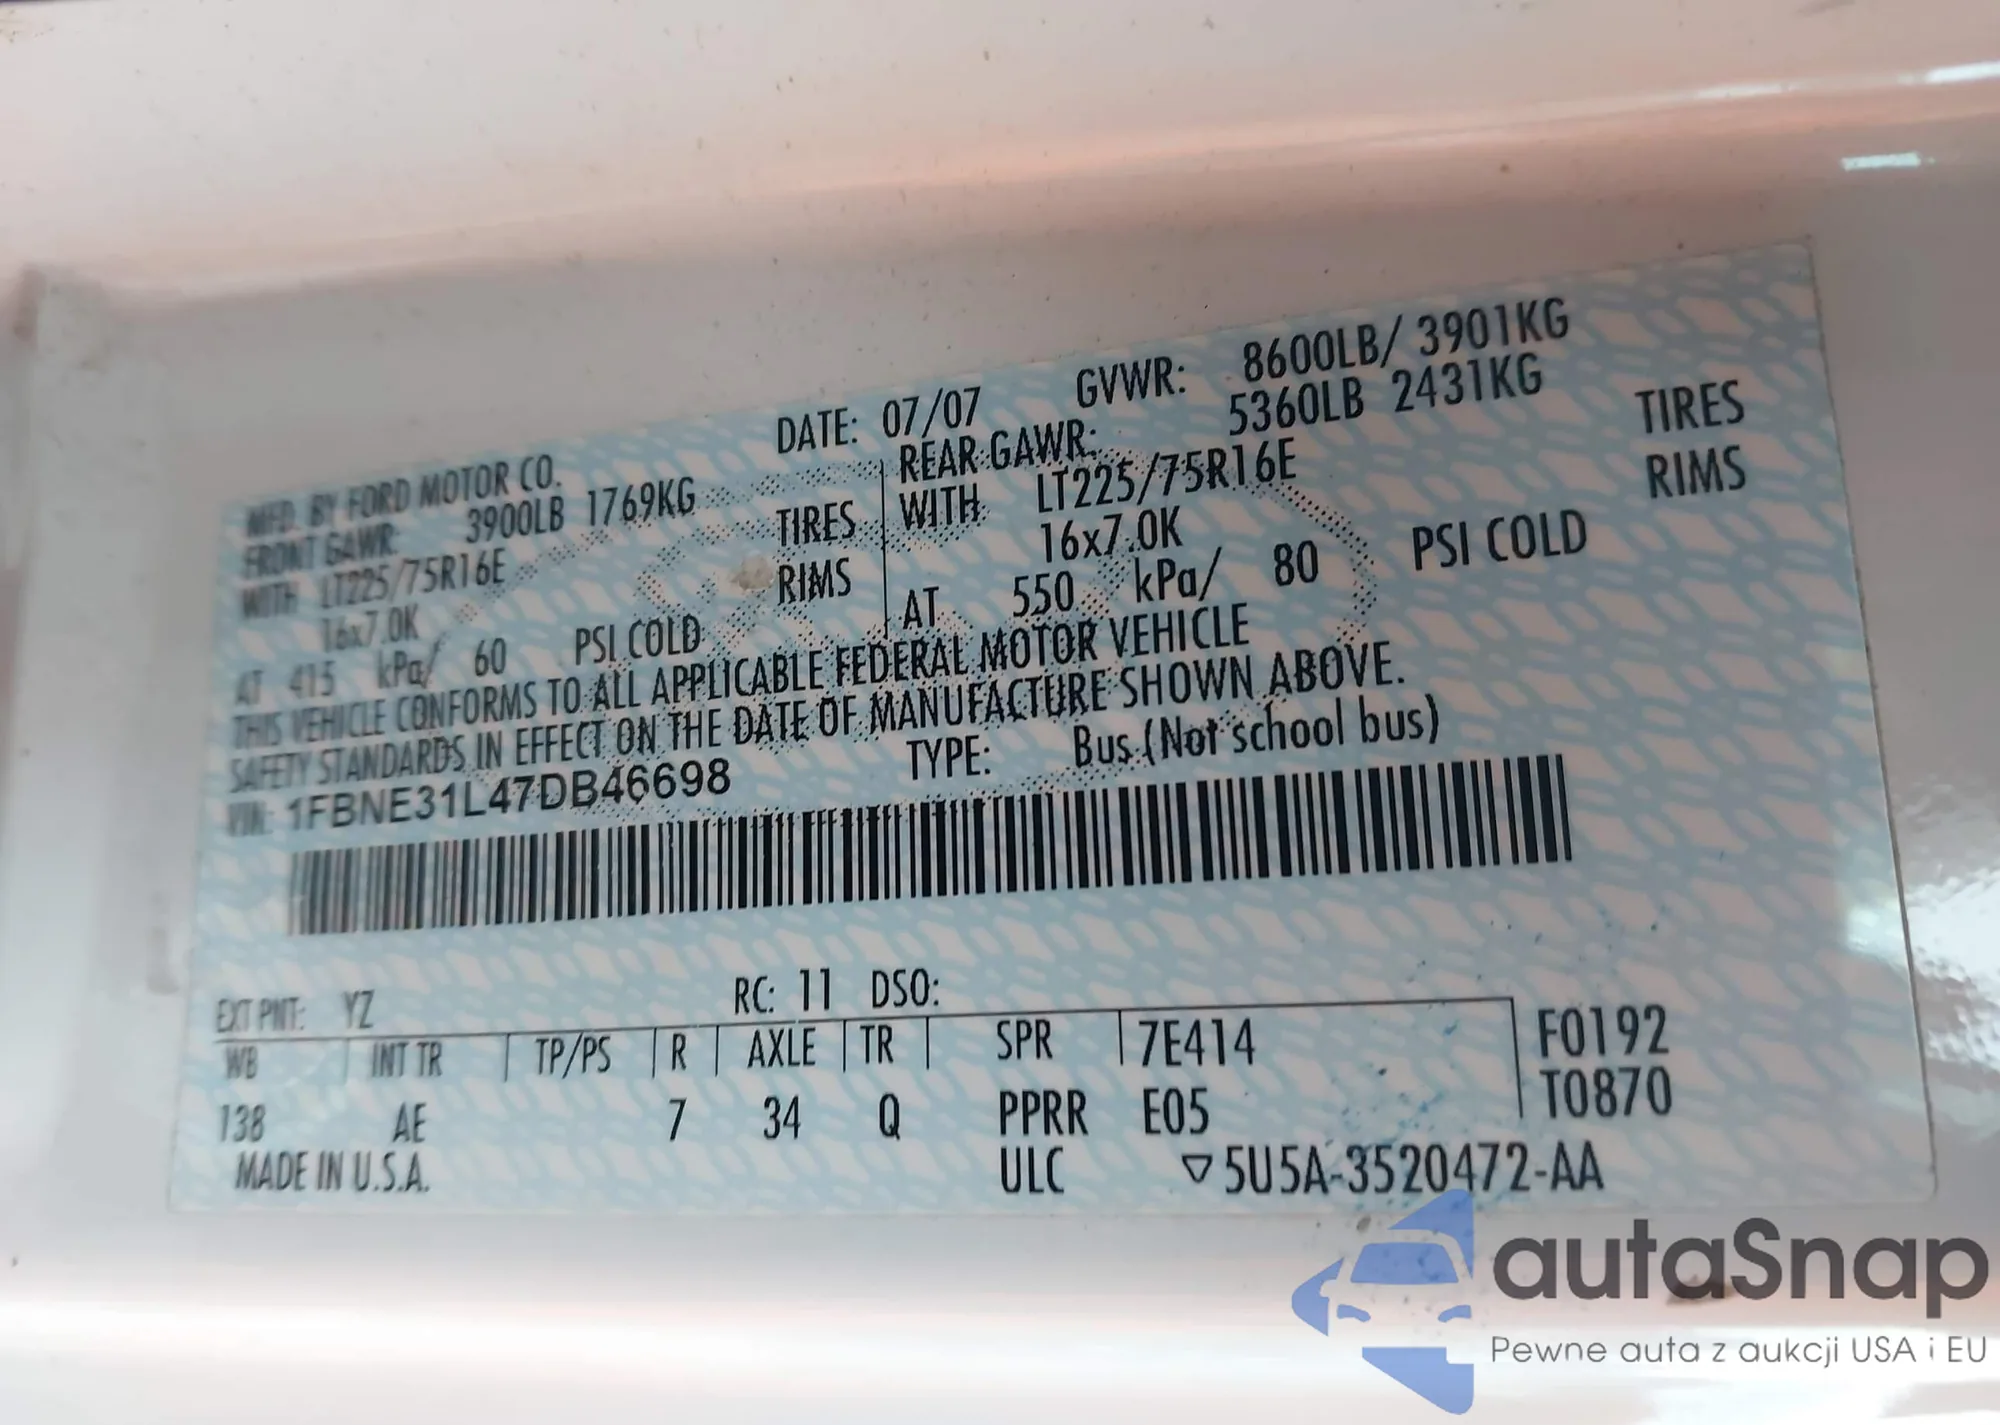 MFD. BY FORD MOTOR CO. DATE: 07/07 GVWR: 8600LB/ 3901KG
FRONT GAWR: 3900LB 1769KG REAR GAWR: 5360LB 2431KG
WITH LT225/75R16E TIRES WITH LT225/75R16E TIRES
16x7.0K RIMS 16x7.0K RIMS
AT 415 kPa/ 60 PSI COLD AT 550 kPa/ 80 PSI COLD
THIS VEHICLE CONFORMS TO ALL APPLICABLE FEDERAL MOTOR VEHICLE
SAFETY STANDARDS IN EFFECT ON THE DATE OF MANUFACTURE SHOWN ABOVE.
VIN: 1FBNE31L47DB46698 TYPE: Bus (Not school bus)
EXT PNT: YZ RC: 11 DSO:
WB INT TR TP/PS R AXLE TR SPR 7E414 F0192
138 AE 7 34 Q PPRR E05 T0870
MADE IN U.S.A. ULC ▽5U5A-3520472-AA
autaSnap
Pewne auta z aukcji USA i EU